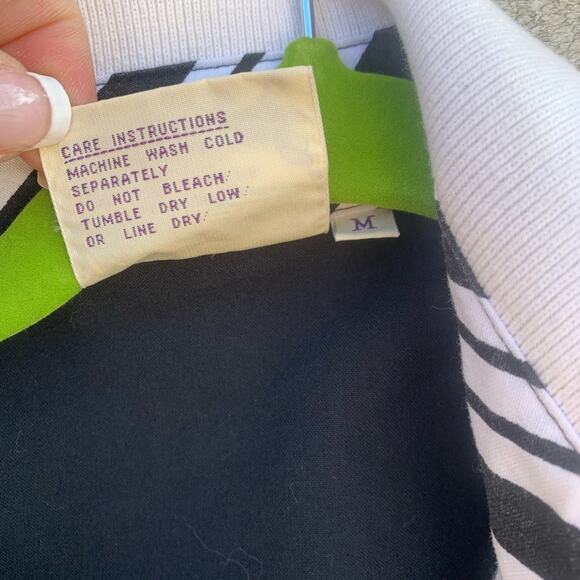 CARE INSTRUCTIONS
MACHINE WASH COLD
SEPARATELY
DO NOT BLEACH/
TUMBLE DRY LOW/
OR LINE DRY/
M